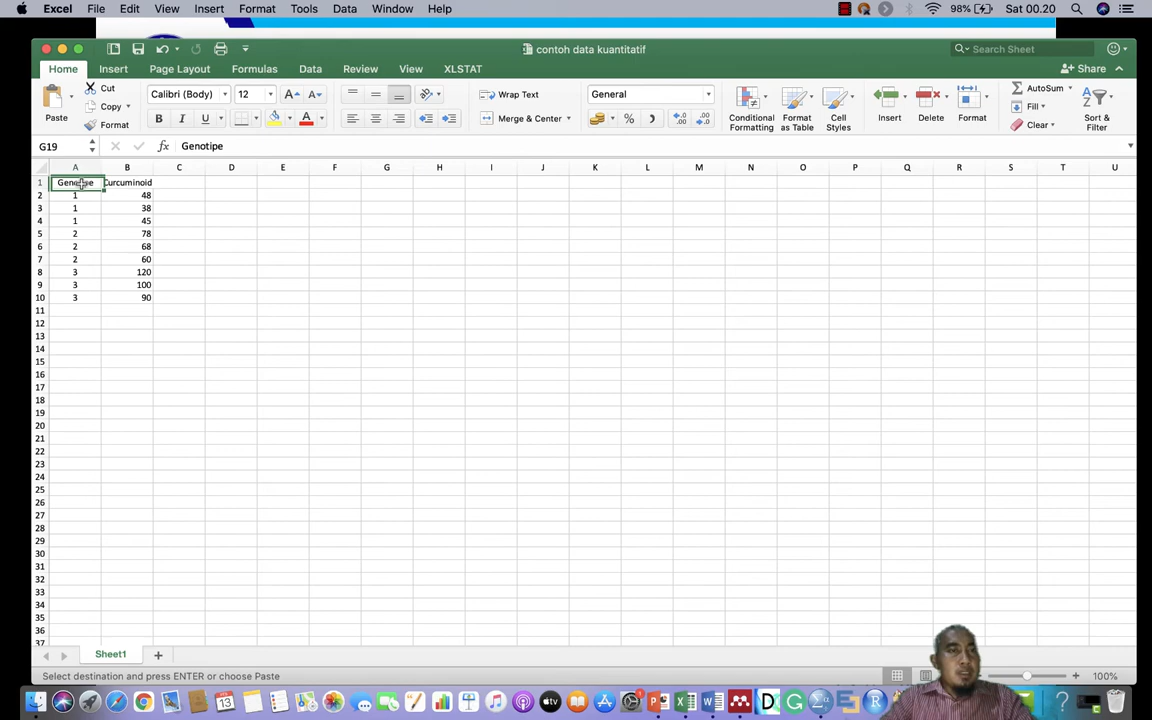 Excel File Edit View Insert Format Tools Data Window Help 98% Sat 00.20
contoh data kuantitatif Search Sheet
Home Insert Page Layout Formulas Data Review View XLSTAT Share
Cut Calibri (Body) 12 Wrap Text General AutoSum
Copy Fill
Paste Format Merge & Center Conditional Formatting Format as Table Cell Styles Insert Delete Format Clear Sort & Filter
G19 fx Genotipe
A B C D E F G H I J K L M N O P Q R S T U
1 Curcuminoid
2 1 48
3 1 38
4 1 45
5 2 78
6 2 68
7 2 60
8 3 120
9 3 100
10 3 90
11
12
13
14
15
16
17
18
19
20
21
22
23
24
25
26
27
28
29
30
31
32
33
34
35
36
37
Sheet1
Select destination and press ENTER or choose Paste 100%